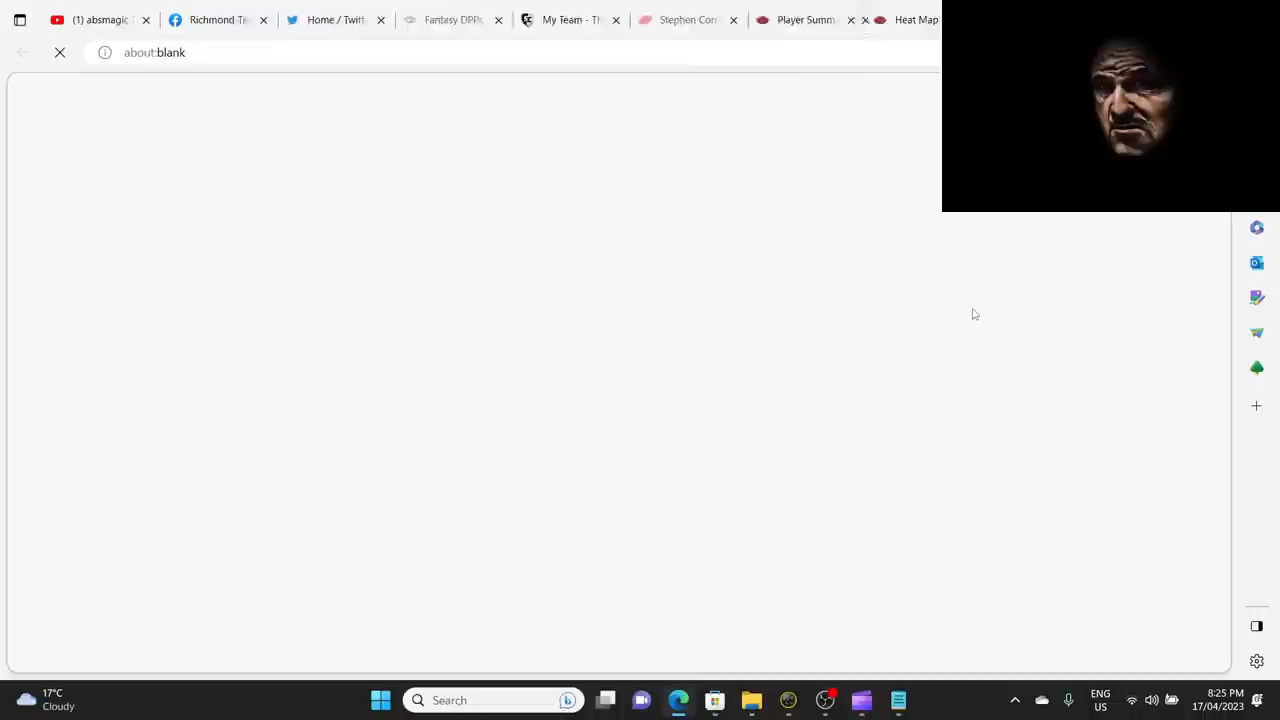 (1) absmagic
Richmond Ti
Home / Twitt
Fantasy DPPs
My Team - Th
Stephen Con
Player Summ
Heat Map
about:blank
17°C
Cloudy
Search
ENG
US
8:25 PM
17/04/2023